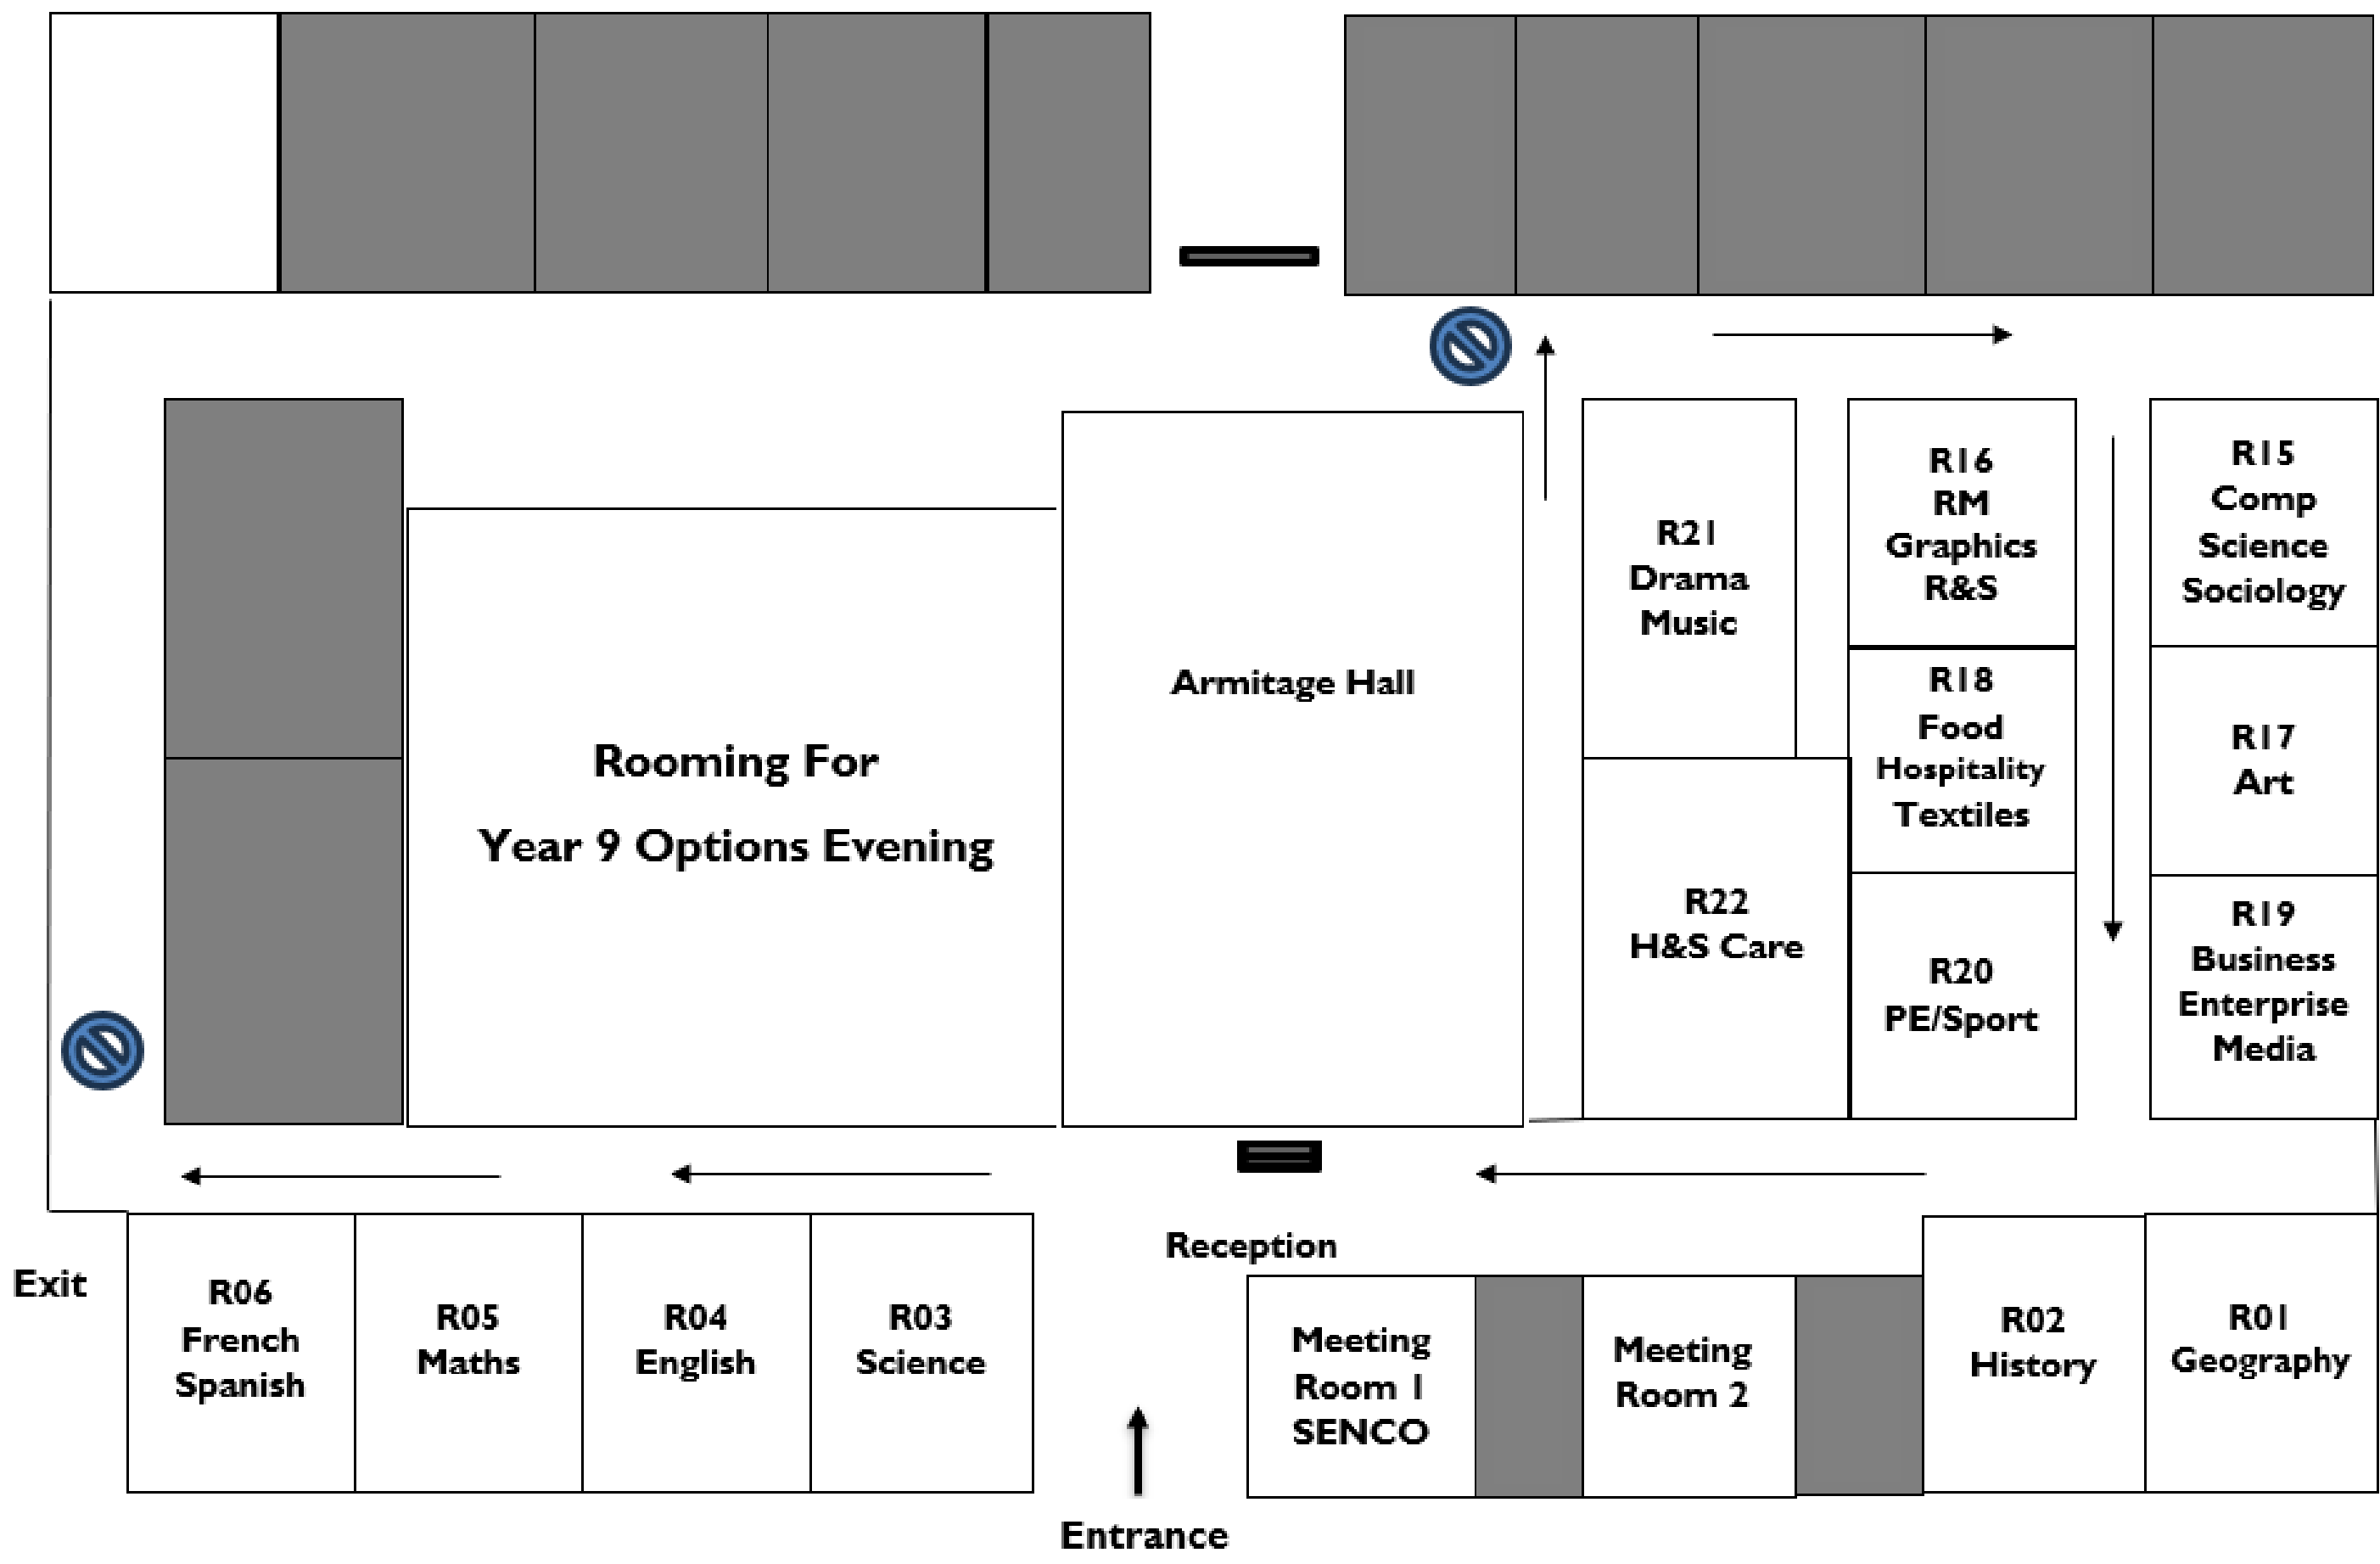 R21
Drama
Music
R16
RM
Graphics
R&S
R15
Comp
Science
Sociology
Armitage Hall
Rooming For
Year 9 Options Evening
R18
Food
Hospitality
Textiles
R17
Art
R22
H&S Care
R20
PE/Sport
R19
Business
Enterprise
Media
Reception
Exit
R06
French
Spanish
R05
Maths
R04
English
R03
Science
Meeting
Room 1
SENCO
Meeting
Room 2
R02
History
R01
Geography
Entrance